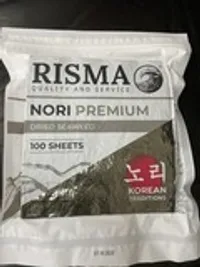 RISMA
QUALITY AND SERVICE
NORI PREMIUM
DRIED SEAWEED
100 SHEETS
노리
KOREAN
TRADITIONS